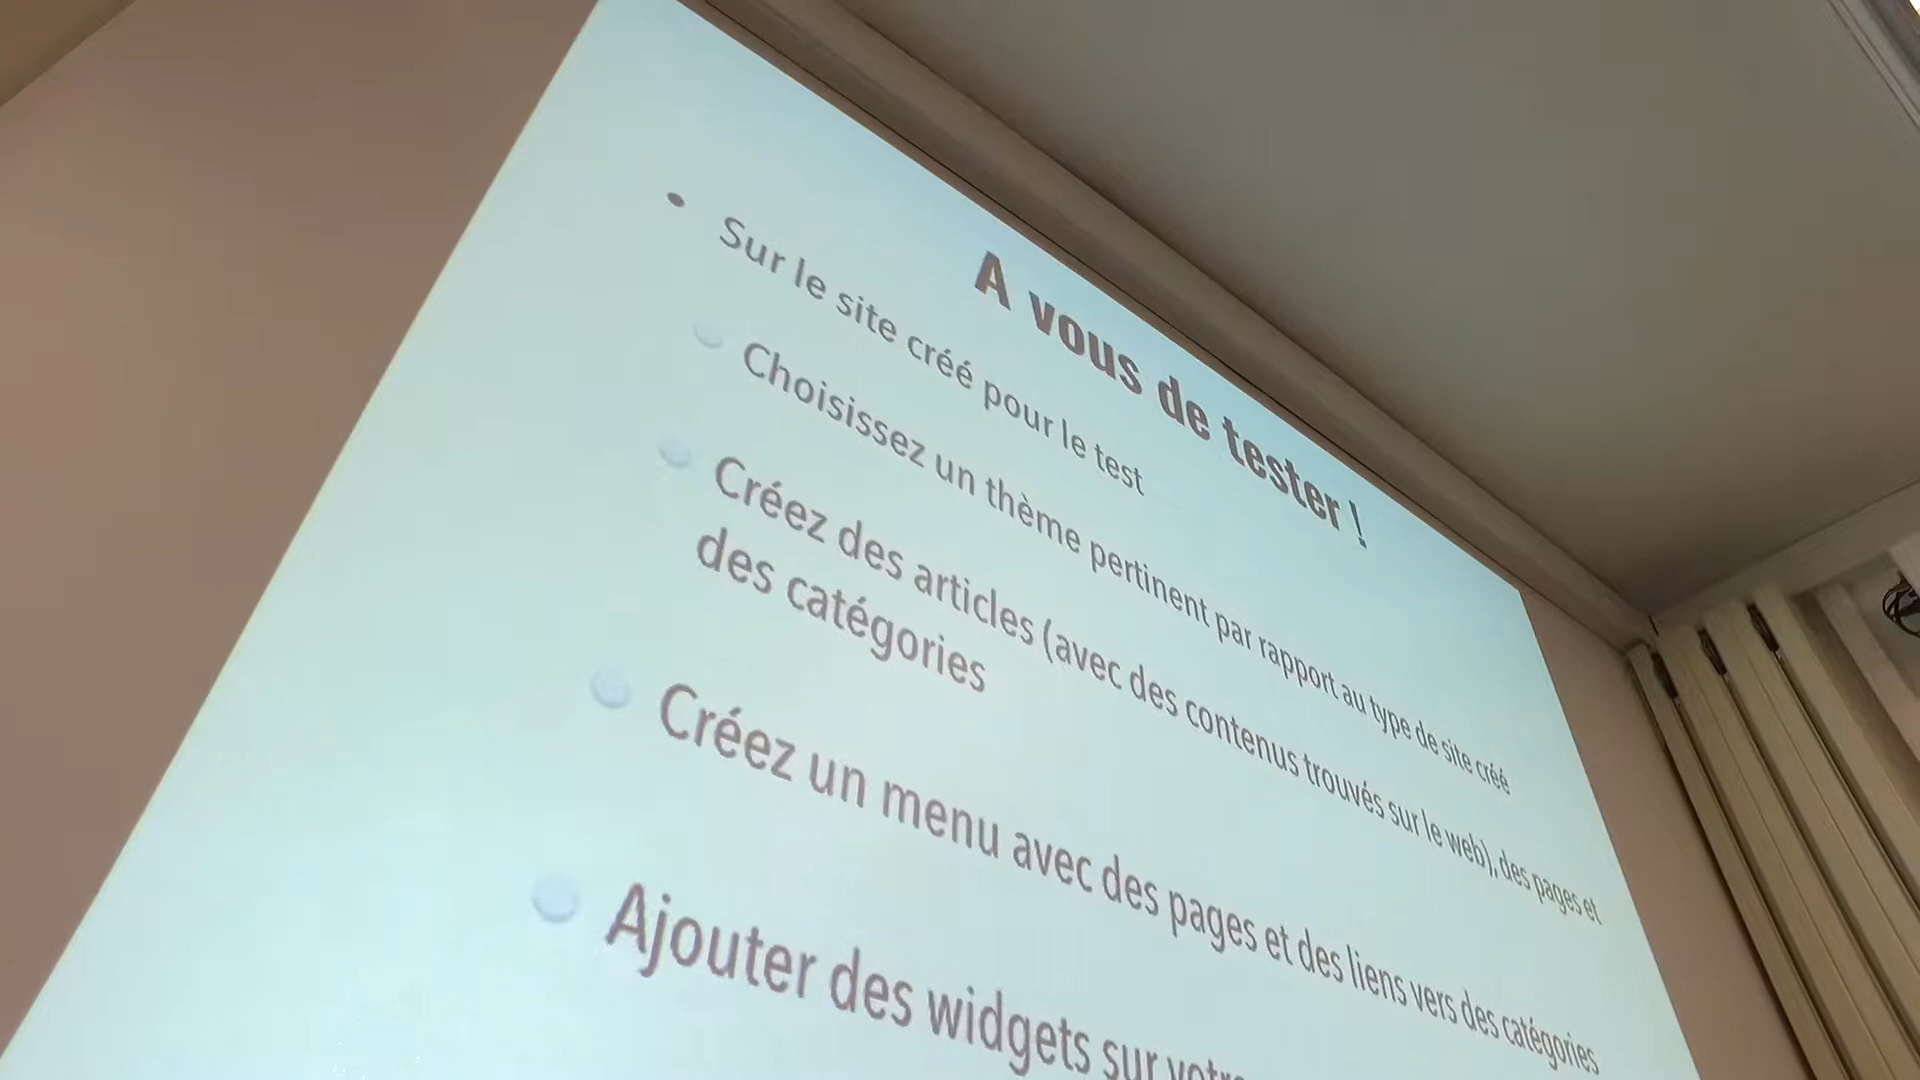 A vous de tester !
• Sur le site créé pour le test
Choisissez un thème pertinent par rapport au type de site créé
Créez des articles (avec des contenus trouvés sur le web), des pages et
des catégories
Créez un menu avec des pages et des liens vers des catégories
Ajouter des widgets sur